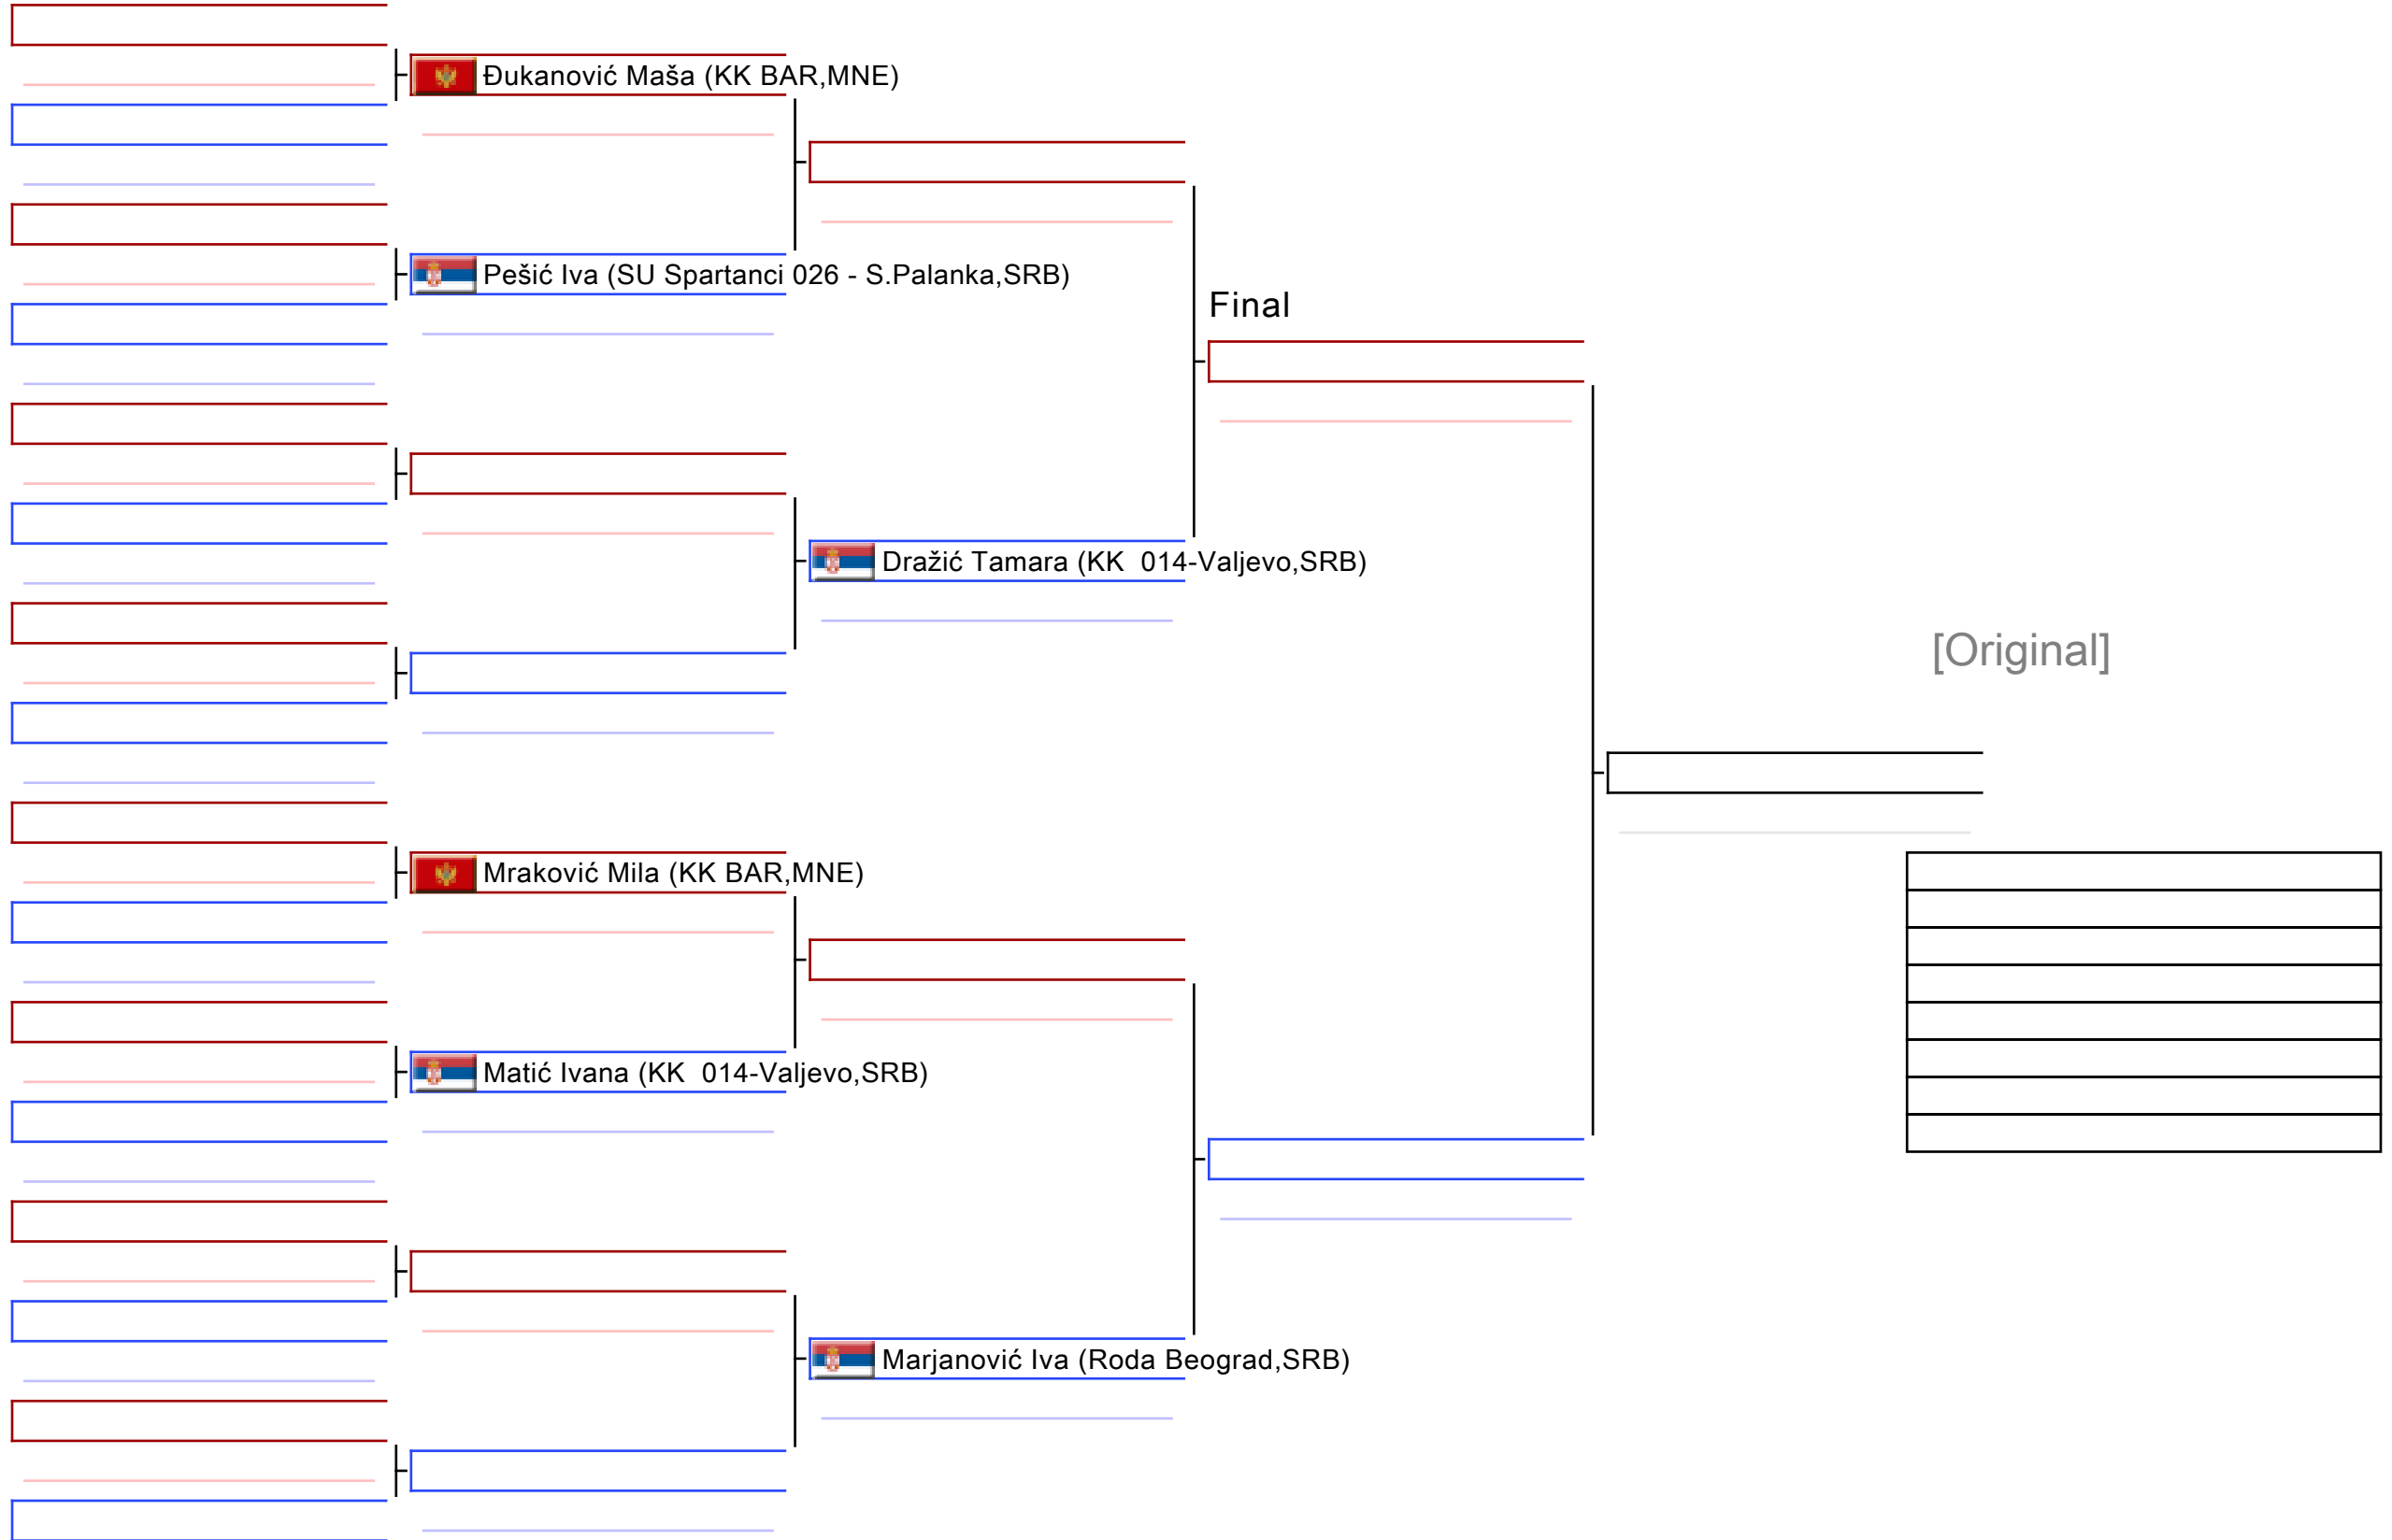 Đukanović Maša (KK BAR,MNE)
Pešić Iva (SU Spartanci 026 - S.Palanka,SRB)
Final
Dražić Tamara (KK  014-Valjevo,SRB)
[Original]
Mraković Mila (KK BAR,MNE)
Matić Ivana (KK  014-Valjevo,SRB)
Marjanović Iva (Roda Beograd,SRB)